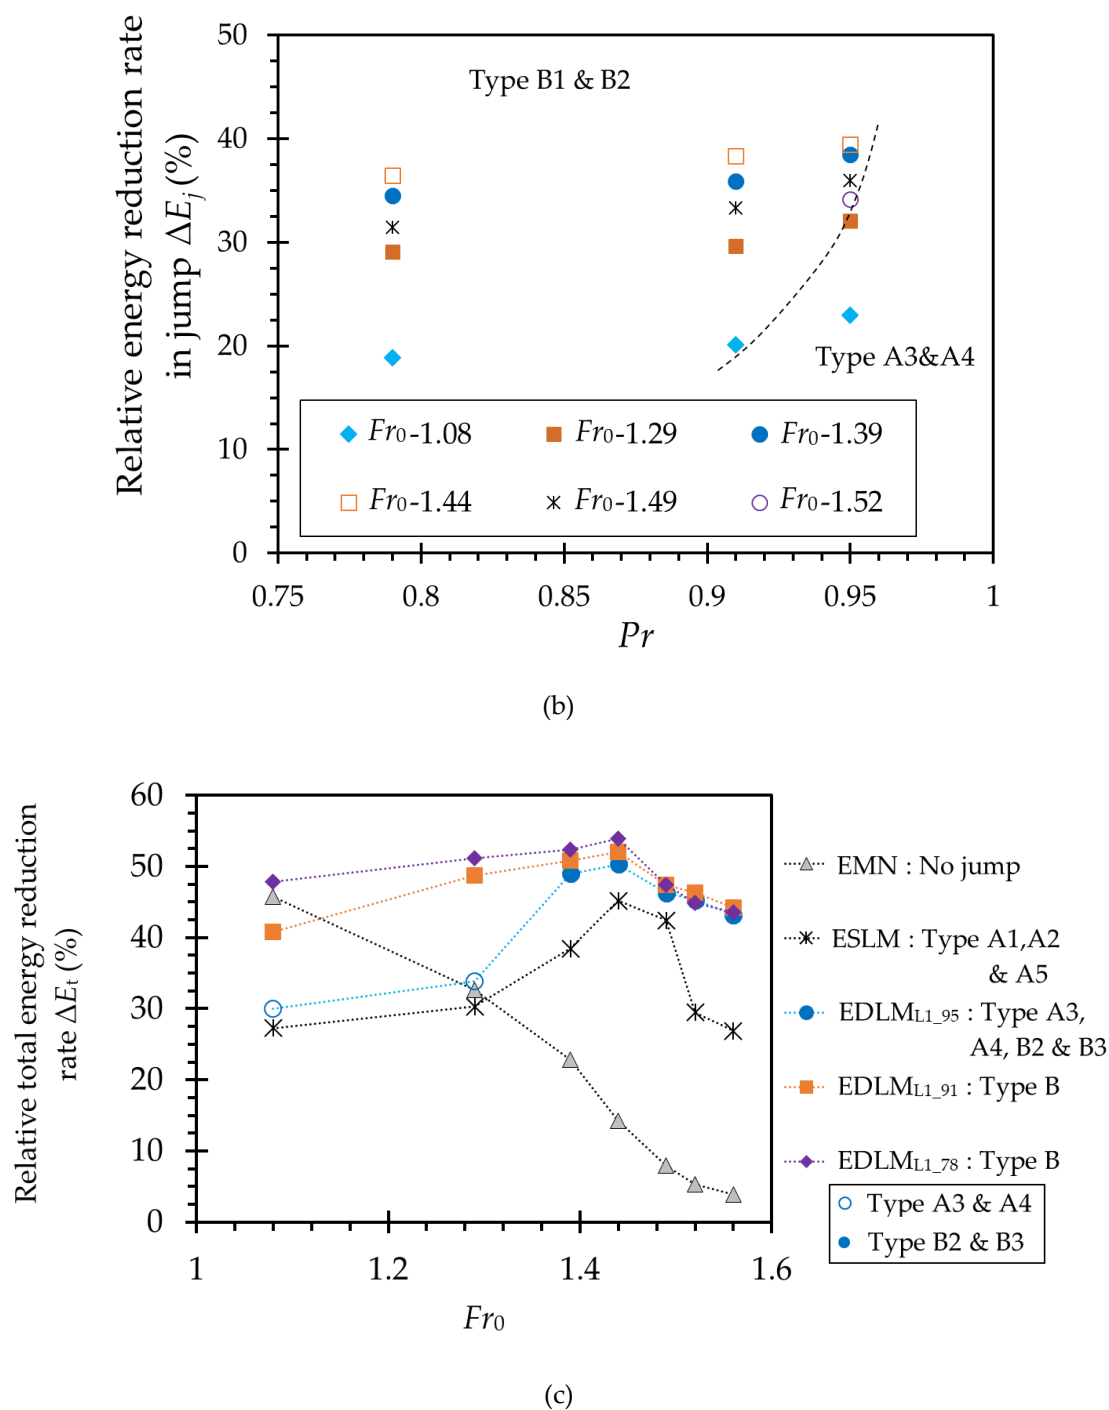 Relative energy reduction rate
in jump ΔEj (%)
50
40
30
20
10
0
Type B1 & B2
Type A3&A4
Fr0-1.08
Fr0-1.29
Fr0-1.39
Fr0-1.44
Fr0-1.49
Fr0-1.52
0.75
0.8
0.85
0.9
0.95
1
Pr
(b)
Relative total energy reduction
rate ΔEt (%)
60
50
40
30
20
10
0
1
1.2
1.4
1.6
Fr0
EMN : No jump
ESLM : Type A1,A2
& A5
EDLML1_95 : Type A3,
A4, B2 & B3
EDLML1_91 : Type B
EDLML1_78 : Type B
Type A3 & A4
Type B2 & B3
(c)